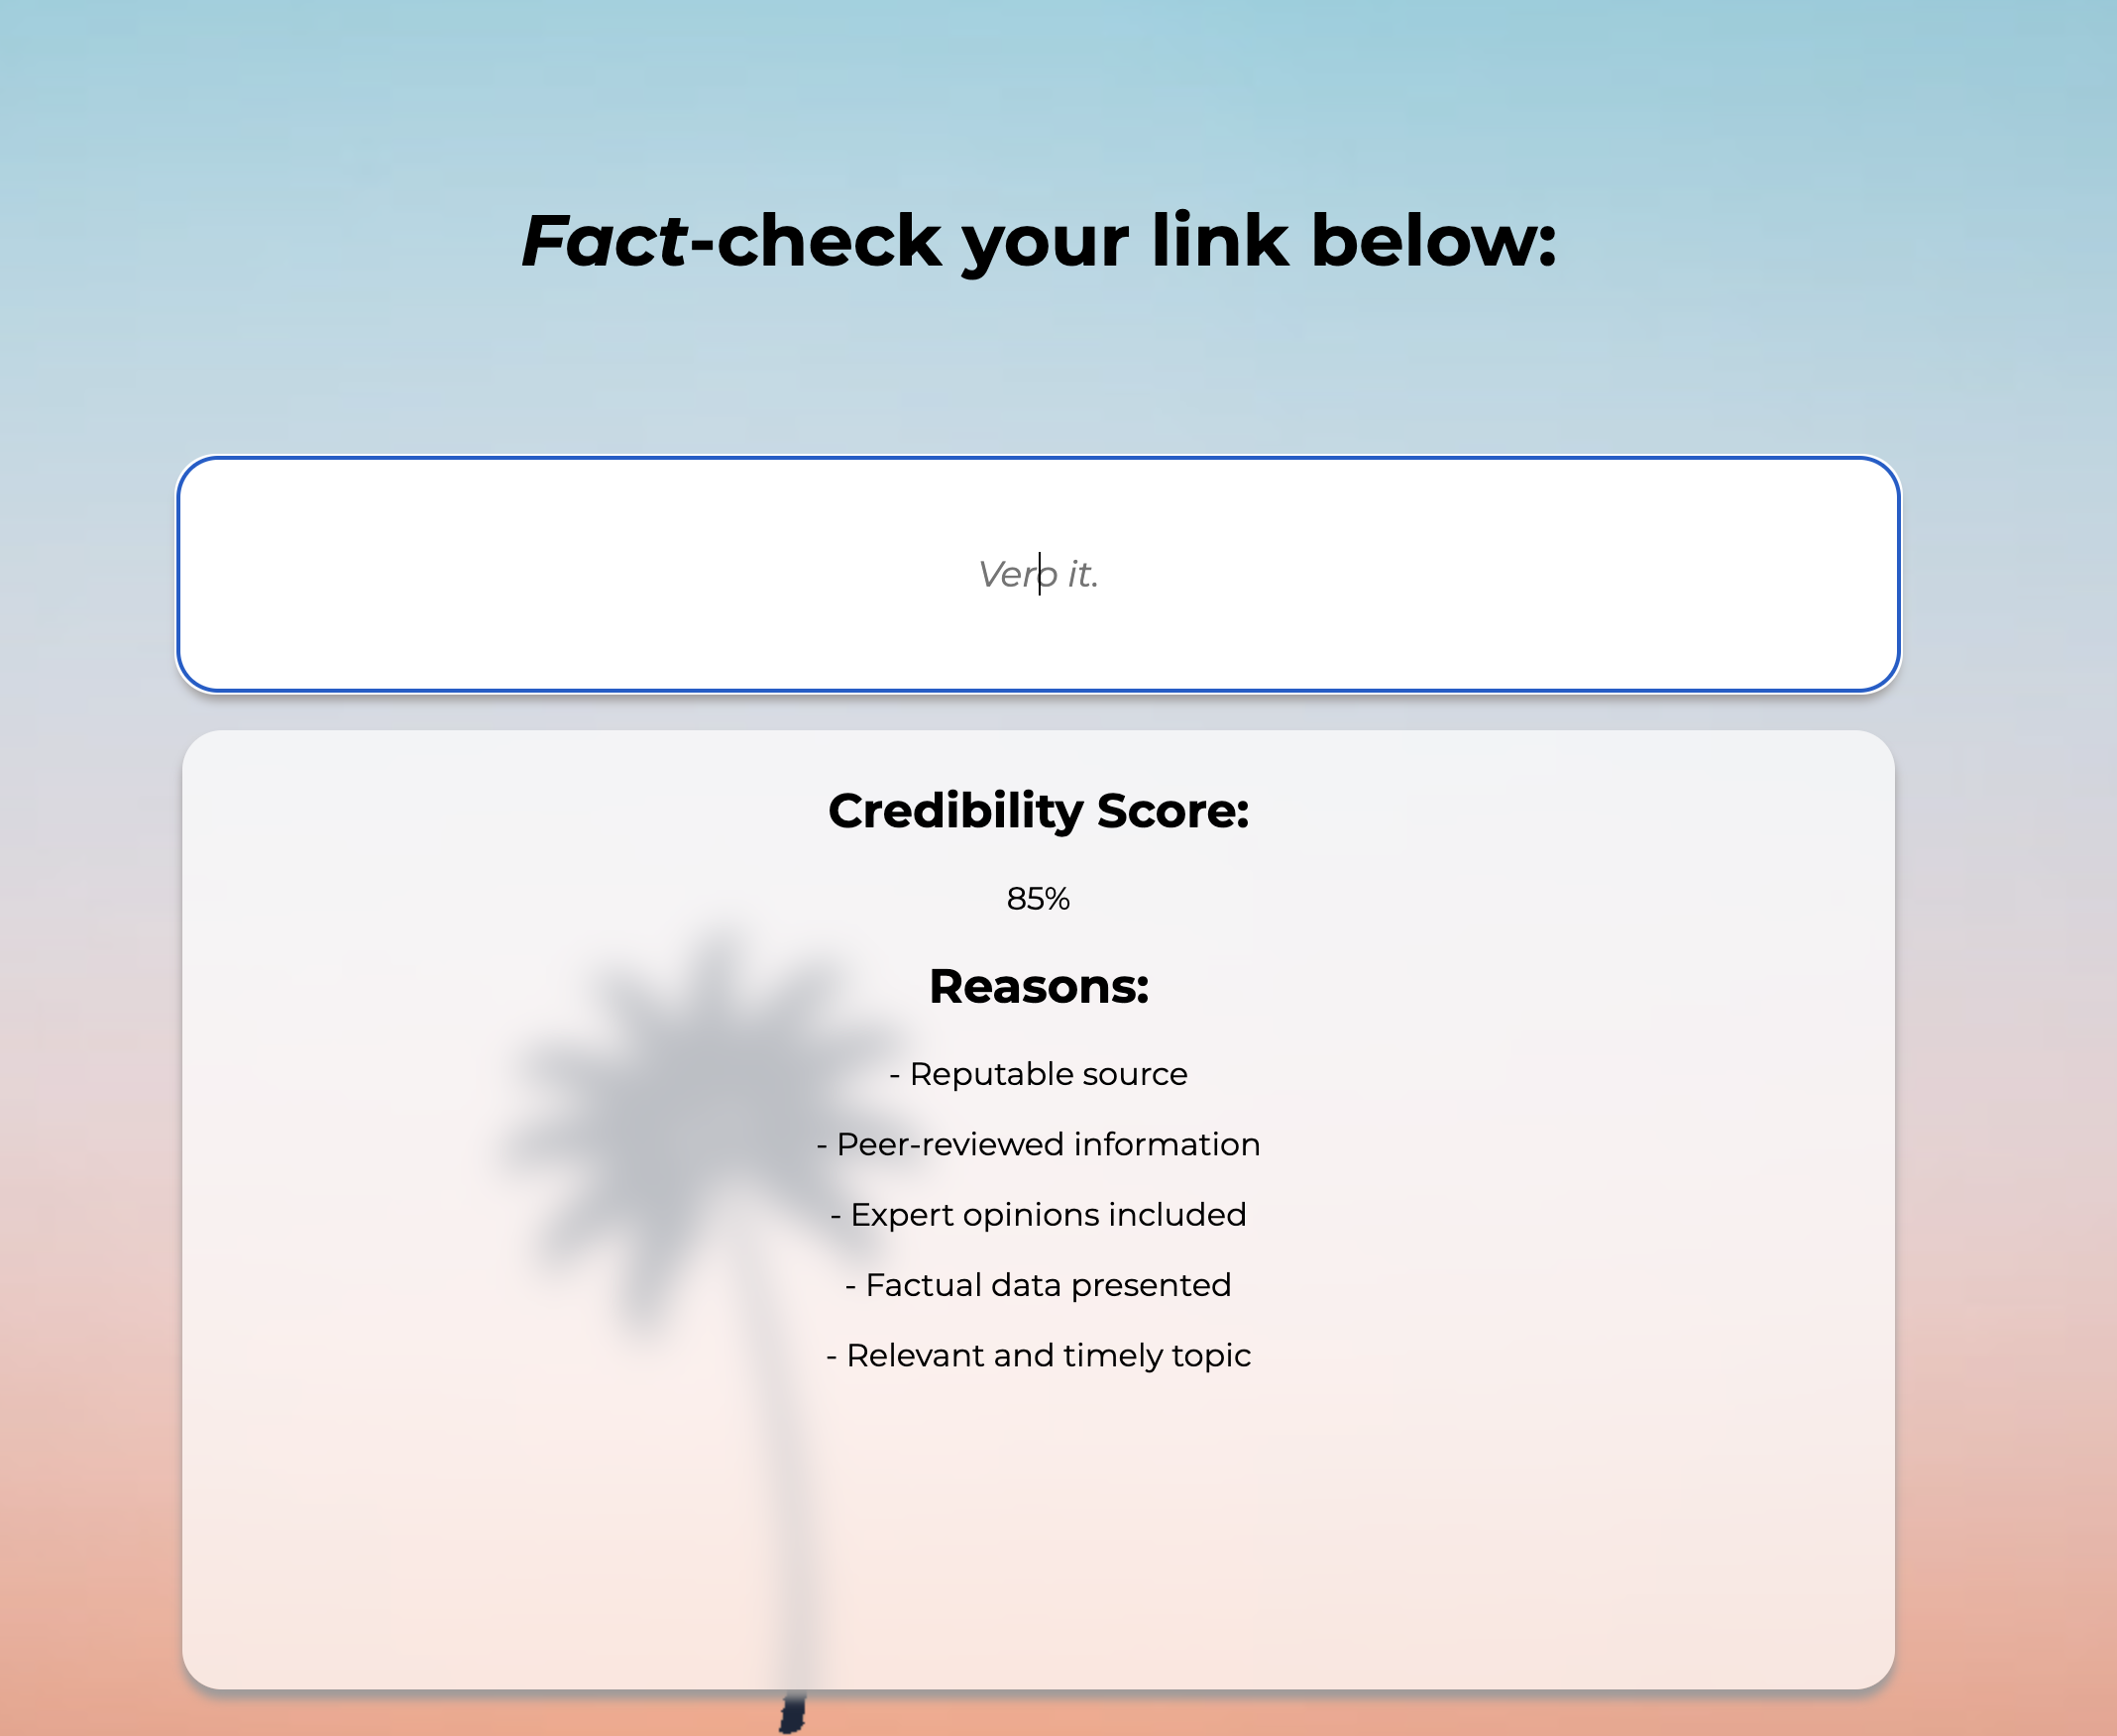 Fact-check your link below:
Verb it.
Credibility Score:
85%
Reasons:
- Reputable source
- Peer-reviewed information
- Expert opinions included
- Factual data presented
- Relevant and timely topic